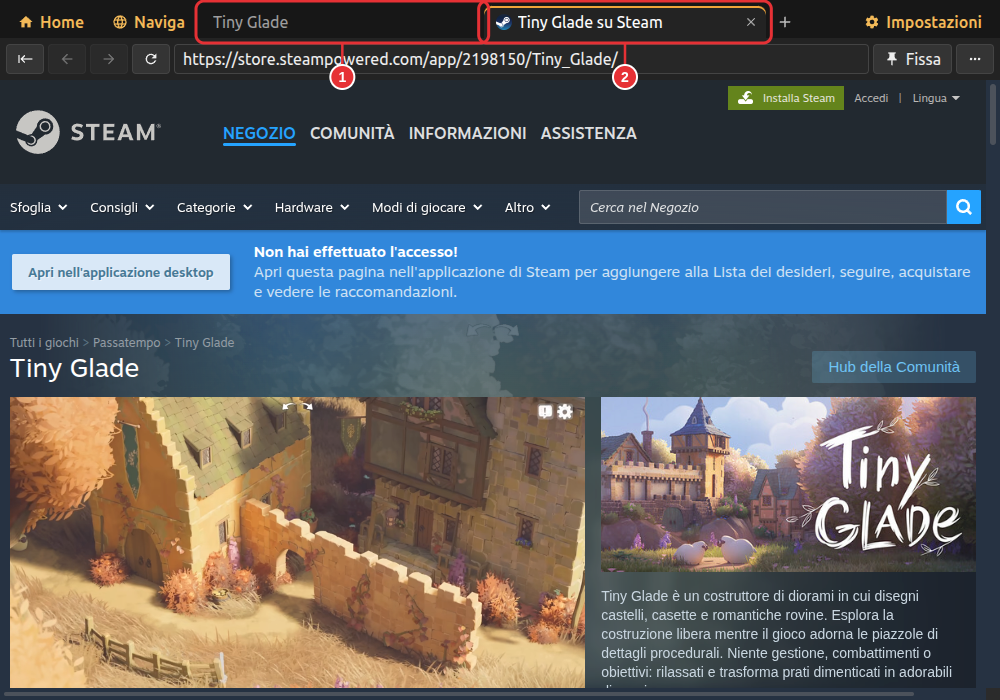 Home Naviga Tiny Glade Tiny Glade su Steam × + Impostazioni
https://store.steampowered.com/app/2198150/Tiny_Glade/ Fissa ...
1 2
Installa Steam Accedi | Lingua
STEAM® NEGOZIO COMUNITÀ INFORMAZIONI ASSISTENZA
Sfoglia Consigli Categorie Hardware Modi di giocare Altro Cerca nel Negozio
Non hai effettuato l'accesso!
Apri nell'applicazione desktop Apri questa pagina nell'applicazione di Steam per aggiungere alla Lista dei desideri, seguire, acquistare
e vedere le raccomandazioni.
Tutti i giochi > Passatempo > Tiny Glade
Tiny Glade Hub della Comunità
Tiny
GLADE
Tiny Glade è un costruttore di diorami in cui disegni
castelli, casette e romantiche rovine. Esplora la
costruzione libera mentre il gioco adorna le piazzole di
dettagli procedurali. Niente gestione, combattimenti o
obiettivi: rilassati e trasforma prati dimenticati in adorabili